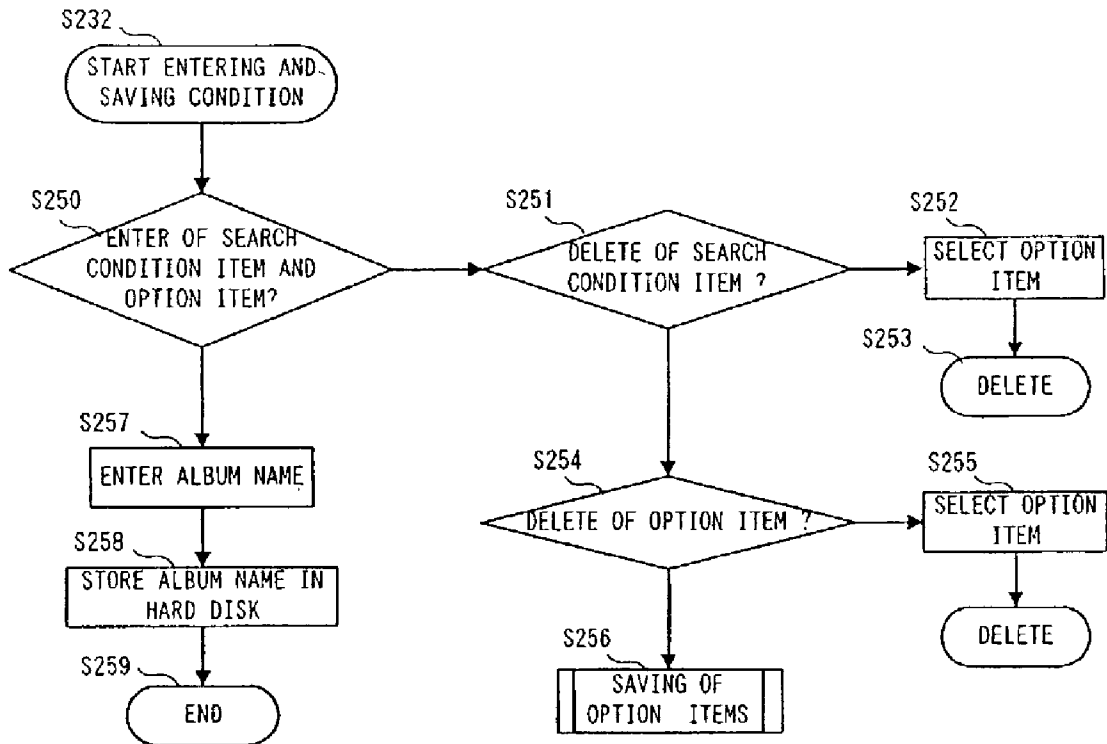 S232
START ENTERING AND
SAVING CONDITION
S250
ENTER OF SEARCH
CONDITION ITEM AND
OPTION ITEM?
S251
DELETE OF SEARCH
CONDITION ITEM ?
S252
SELECT OPTION
ITEM
S253
DELETE
S257
ENTER ALBUM NAME
S258
STORE ALBUM NAME IN
HARD DISK
S259
END
S254
DELETE OF OPTION ITEM ?
S255
SELECT OPTION
ITEM
DELETE
S256
SAVING OF
OPTION ITEMS